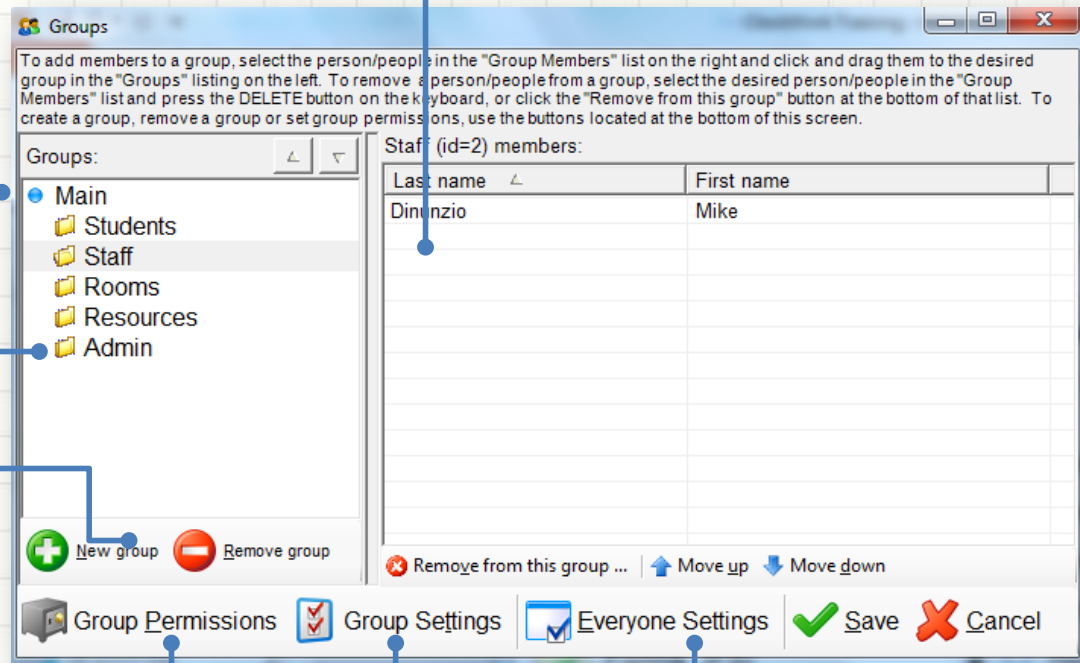 Groups
To add members to a group, select the person/people in the "Group Members" list on the right and click and drag them to the desired
group in the "Groups" listing on the left. To remove a person/people from a group, select the desired person/people in the "Group
Members" list and press the DELETE button on the keyboard, or click the "Remove from this group" button at the bottom of that list. To
create a group, remove a group or set group permissions, use the buttons located at the bottom of this screen.
Groups:
Main
Students
Staff
Rooms
Resources
Admin
New group Remove group
Staff (id=2) members:
Last name First name
Dinunzio Mike
Remove from this group ... Move up Move down
Group Permissions Group Settings Everyone Settings Save Cancel